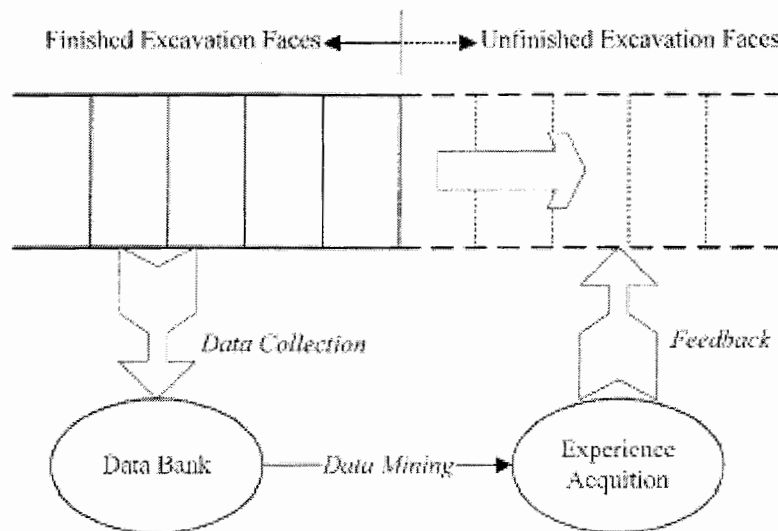 Finished Excavation Faces
Unfinished Excavation Faces
Data Collection
Feedback
Data Bank
Data Mining
Experience
Acquition